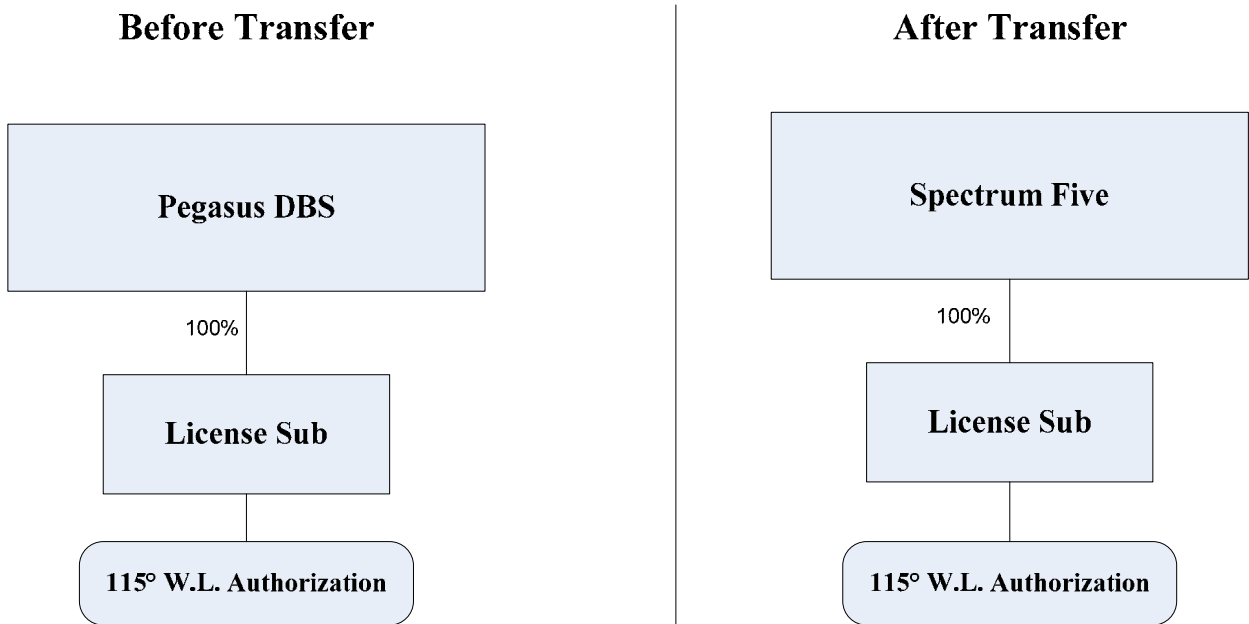 Before Transfer
Pegasus DBS
100%
License Sub
115° W.L. Authorization
After Transfer
Spectrum Five
100%
License Sub
115° W.L. Authorization